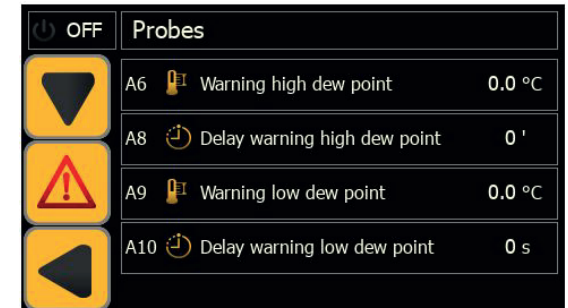 OFF
Probes
A6 Warning high dew point 0.0 °C
A8 Delay warning high dew point 0 '
A9 Warning low dew point 0.0 °C
A10 Delay warning low dew point 0 s